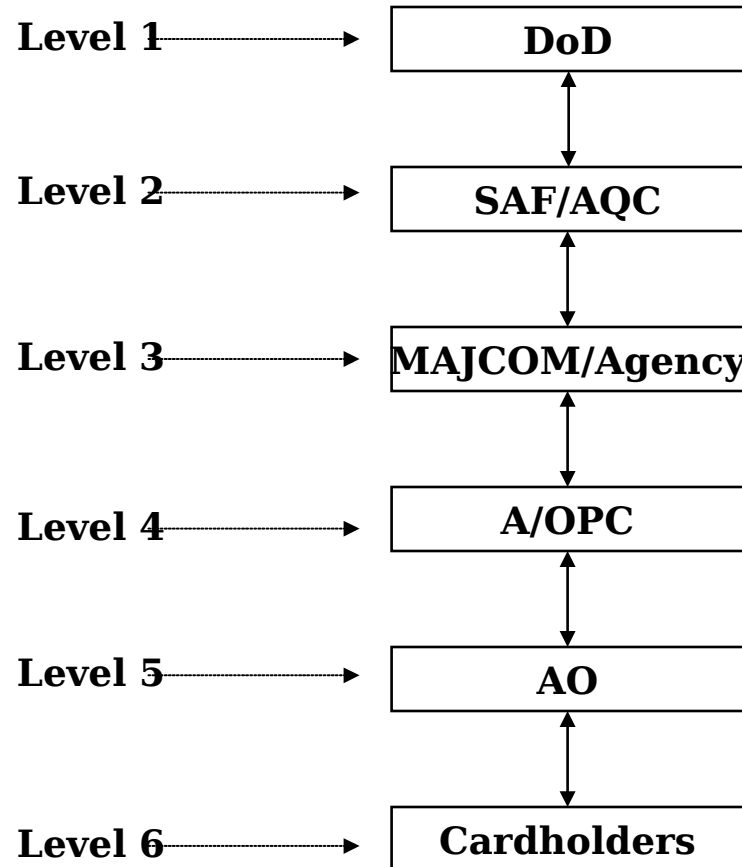 Level 1
DoD
Level 2
SAF/AQC
Level 3
MAJCOM/Agency
Level 4
A/OPC
Level 5
AO
Level 6
Cardholders